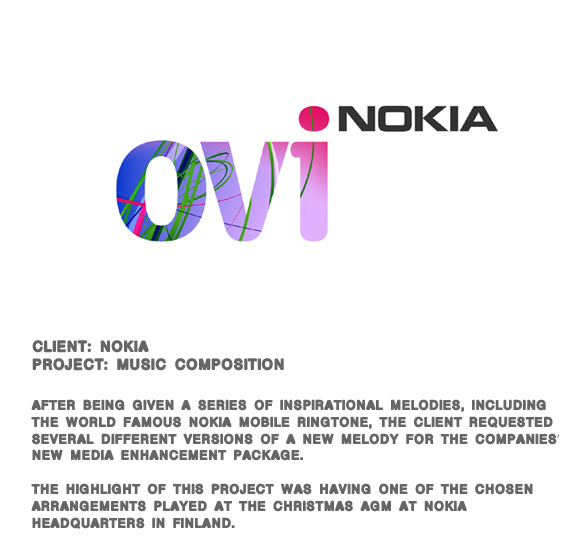 NOKIA
ovi
CLIENT: NOKIA
PROJECT: MUSIC COMPOSITION
AFTER BEING GIVEN A SERIES OF INSPIRATIONAL MELODIES, INCLUDING
THE WORLD FAMOUS NOKIA MOBILE RINGTONE, THE CLIENT REQUESTED
SEVERAL DIFFERENT VERSIONS OF A NEW MELODY FOR THE COMPANIES'
NEW MEDIA ENHANCEMENT PACKAGE.
THE HIGHLIGHT OF THIS PROJECT WAS HAVING ONE OF THE CHOSEN
ARRANGEMENTS PLAYED AT THE CHRISTMAS AGM AT NOKIA
HEADQUARTERS IN FINLAND.